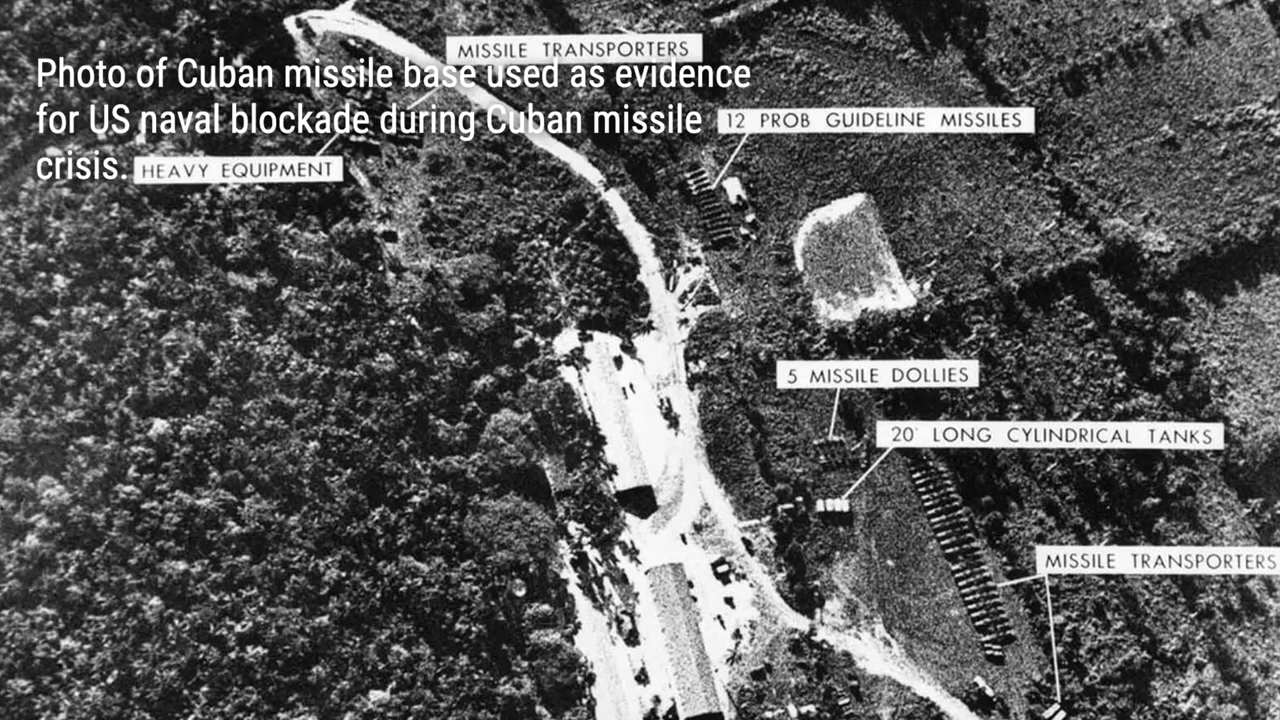 MISSILE TRANSPORTERS
Photo of Cuban missile base used as evidence
for US naval blockade during Cuban missile
crisis.
12 PROB GUIDELINE MISSILES
HEAVY EQUIPMENT
5 MISSILE DOLLIES
20' LONG CYLINDRICAL TANKS
MISSILE TRANSPORTERS